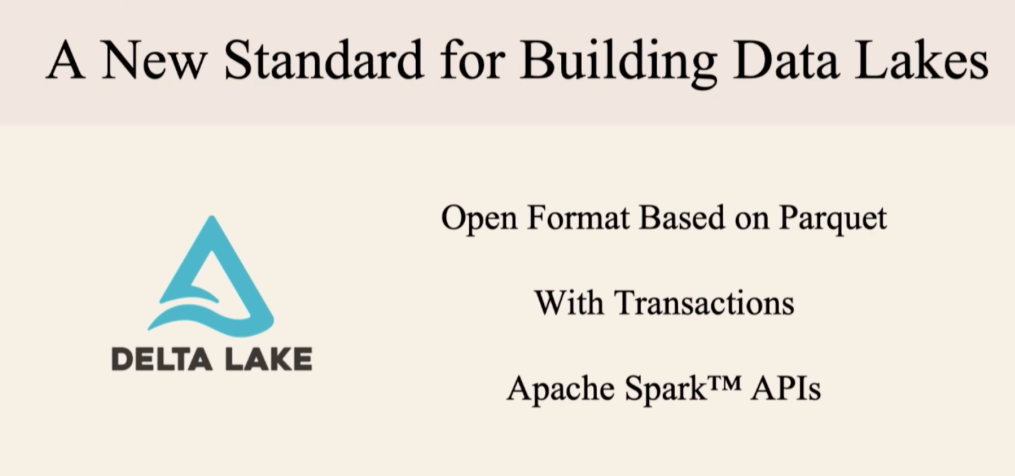 A New Standard for Building Data Lakes
Open Format Based on Parquet
With Transactions
Apache Spark™ APIs
DELTA LAKE